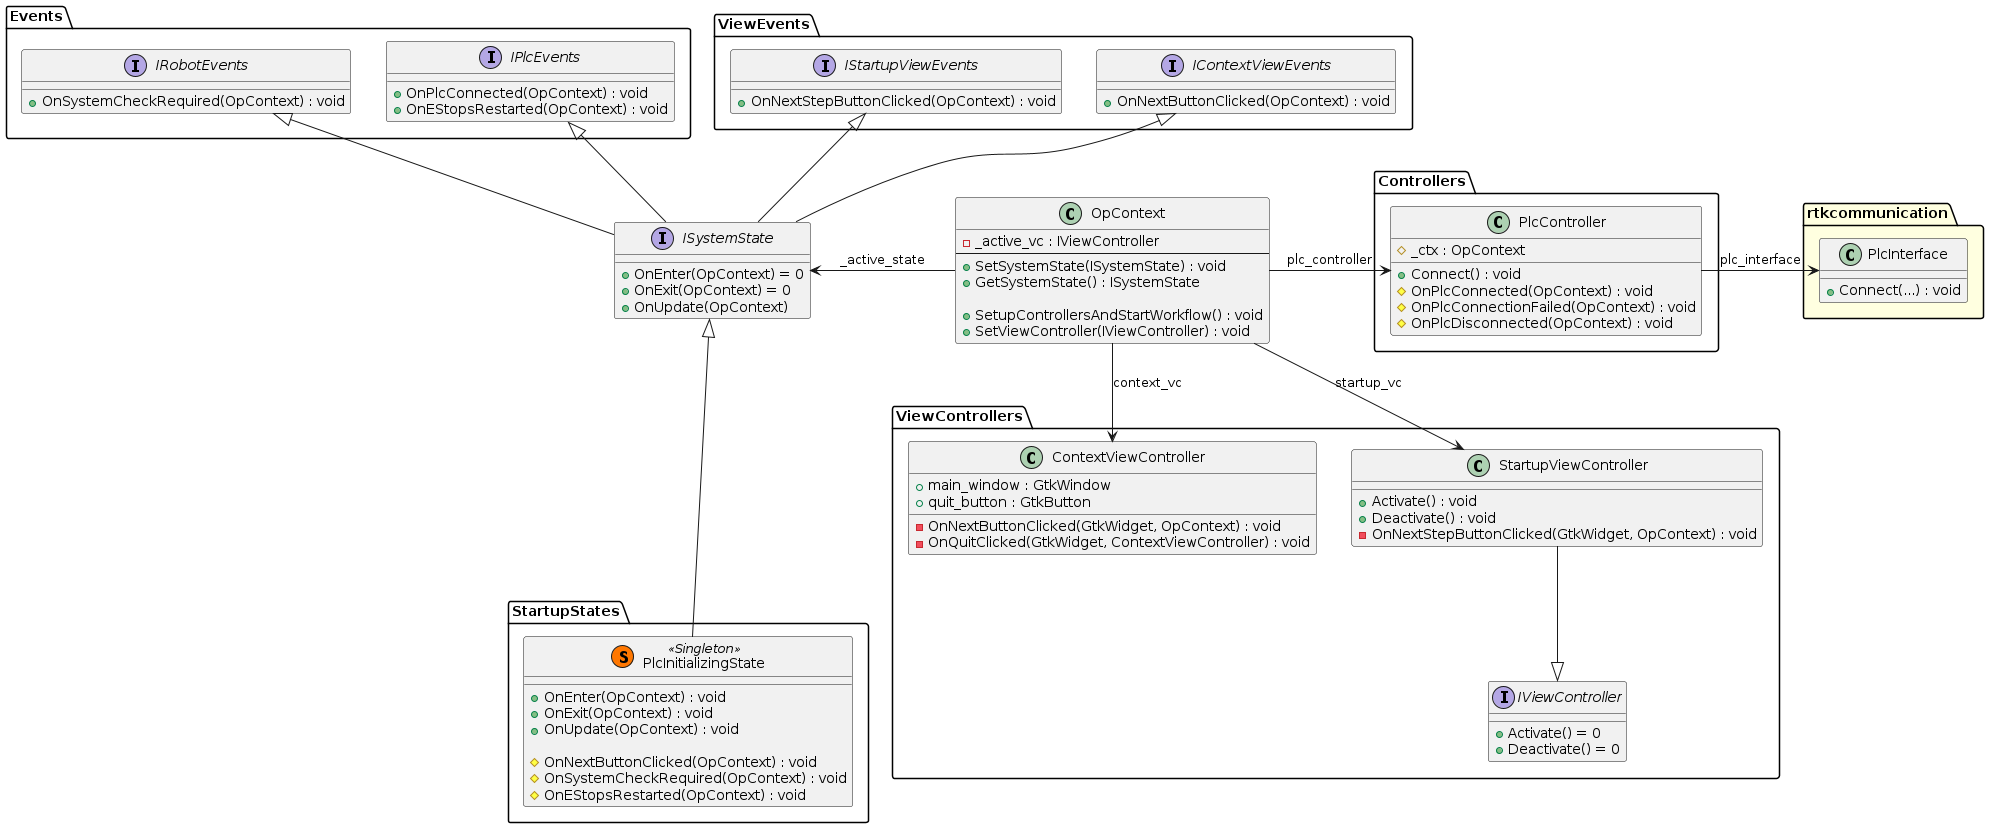 Events
IRobotEvents
OnSystemCheckRequired(OpContext) : void
IPlcEvents
OnPlcConnected(OpContext) : void
OnEStopsRestarted(OpContext) : void
ViewEvents
IStartupViewEvents
OnNextStepButtonClicked(OpContext) : void
IContextViewEvents
OnNextButtonClicked(OpContext) : void
ISystemState
OnEnter(OpContext) = 0
OnExit(OpContext) = 0
OnUpdate(OpContext)
_active_state
OpContext
_active_vc : IViewController
SetSystemState(ISystemState) : void
GetSystemState() : ISystemState
SetupControllersAndStartWorkflow() : void
SetViewController(IViewController) : void
plc_controller
Controllers
PlcController
_ctx : OpContext
Connect() : void
OnPlcConnected(OpContext) : void
OnPlcConnectionFailed(OpContext) : void
OnPlcDisconnected(OpContext) : void
plc_interface
rtkcommunication
PlcInterface
Connect(...) : void
context_vc
startup_vc
ViewControllers
ContextViewController
main_window : GtkWindow
quit_button : GtkButton
OnNextButtonClicked(GtkWidget, OpContext) : void
OnQuitClicked(GtkWidget, ContextViewController) : void
StartupViewController
Activate() : void
Deactivate() : void
OnNextStepButtonClicked(GtkWidget, OpContext) : void
IViewController
Activate() = 0
Deactivate() = 0
StartupStates
«Singleton»
PlcInitializingState
OnEnter(OpContext) : void
OnExit(OpContext) : void
OnUpdate(OpContext) : void
OnNextButtonClicked(OpContext) : void
OnSystemCheckRequired(OpContext) : void
OnEStopsRestarted(OpContext) : void